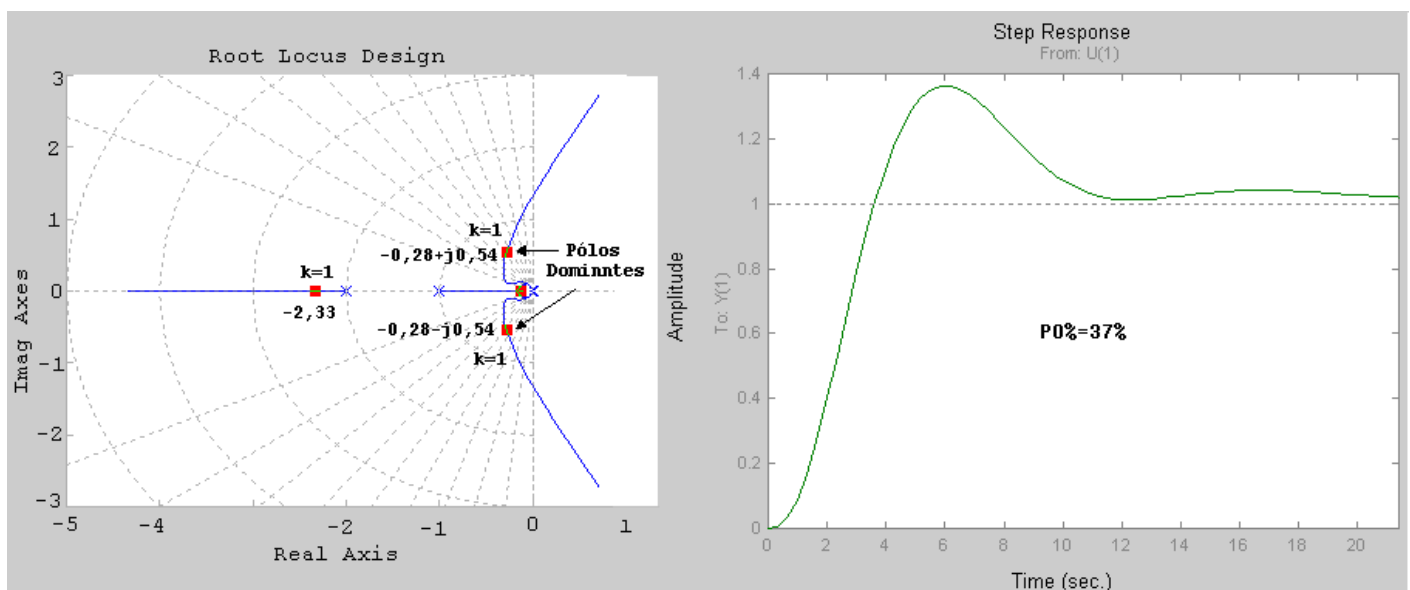 Root Locus Design
3
2
1
0
-1
-2
-3
-5
-4
-2
-1
0
1
Real Axis
Imag Axes
k=1
-0,28+j0,54
Pólos
Dominntes
k=1
-2,33
-0,28-j0,54
k=1
Step Response
From: U(1)
1.4
1.2
1
0.8
0.6
0.4
0.2
0
0
2
4
6
8
10
12
14
16
18
20
Time (sec.)
Amplitude
To: Y(1)
PO%=37%